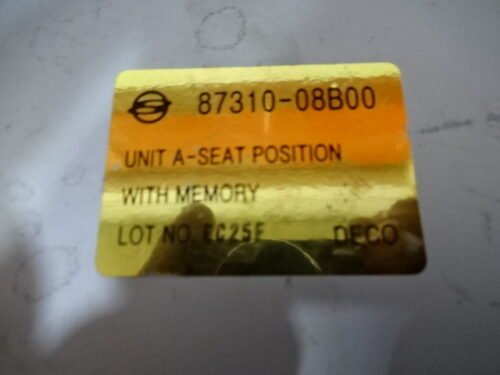 87310-08B00
UNIT A-SEAT POSITION
WITH MEMORY
LOT NO EC25F DECO